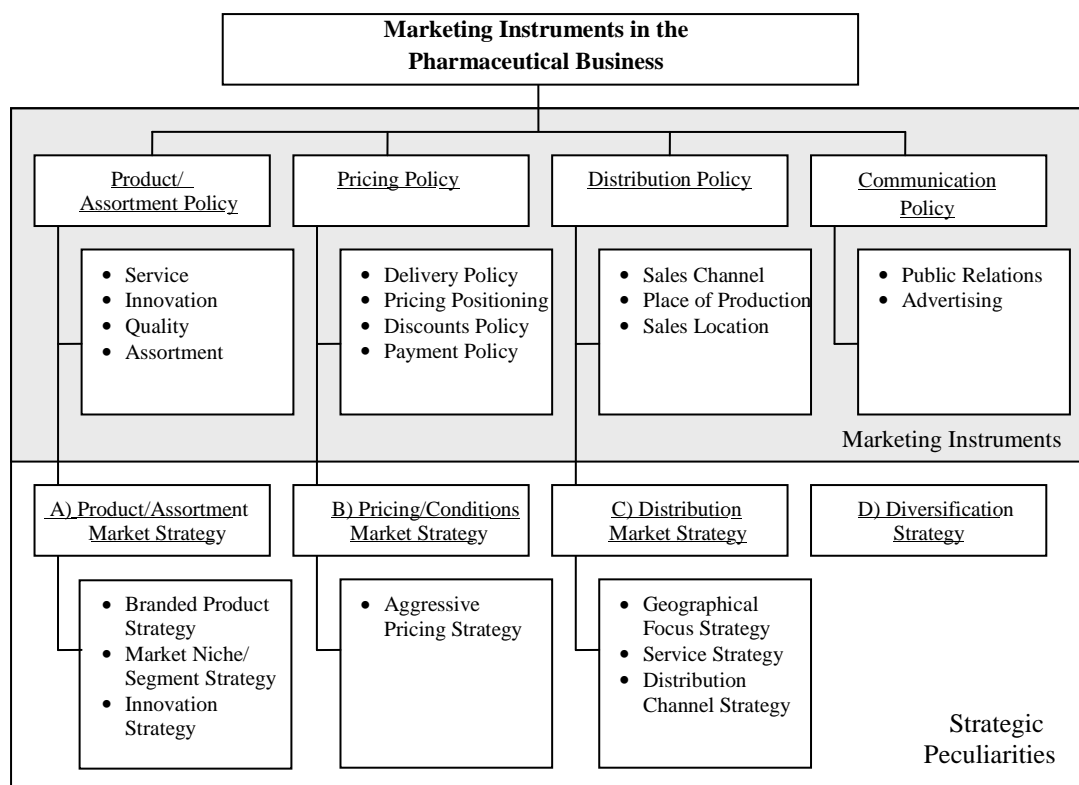 Marketing Instruments in the
Pharmaceutical Business
Product/
Assortment Policy
Pricing Policy
Distribution Policy
Communication
Policy
• Service
• Innovation
• Quality
• Assortment
• Delivery Policy
• Pricing Positioning
• Discounts Policy
• Payment Policy
• Sales Channel
• Place of Production
• Sales Location
• Public Relations
• Advertising
Marketing Instruments
A) Product/Assortment
Market Strategy
B) Pricing/Conditions
Market Strategy
C) Distribution
Market Strategy
D) Diversification
Strategy
• Branded Product
Strategy
• Market Niche/
Segment Strategy
• Innovation
Strategy
• Aggressive
Pricing Strategy
• Geographical
Focus Strategy
• Service Strategy
• Distribution
Channel Strategy
Strategic
Peculiarities